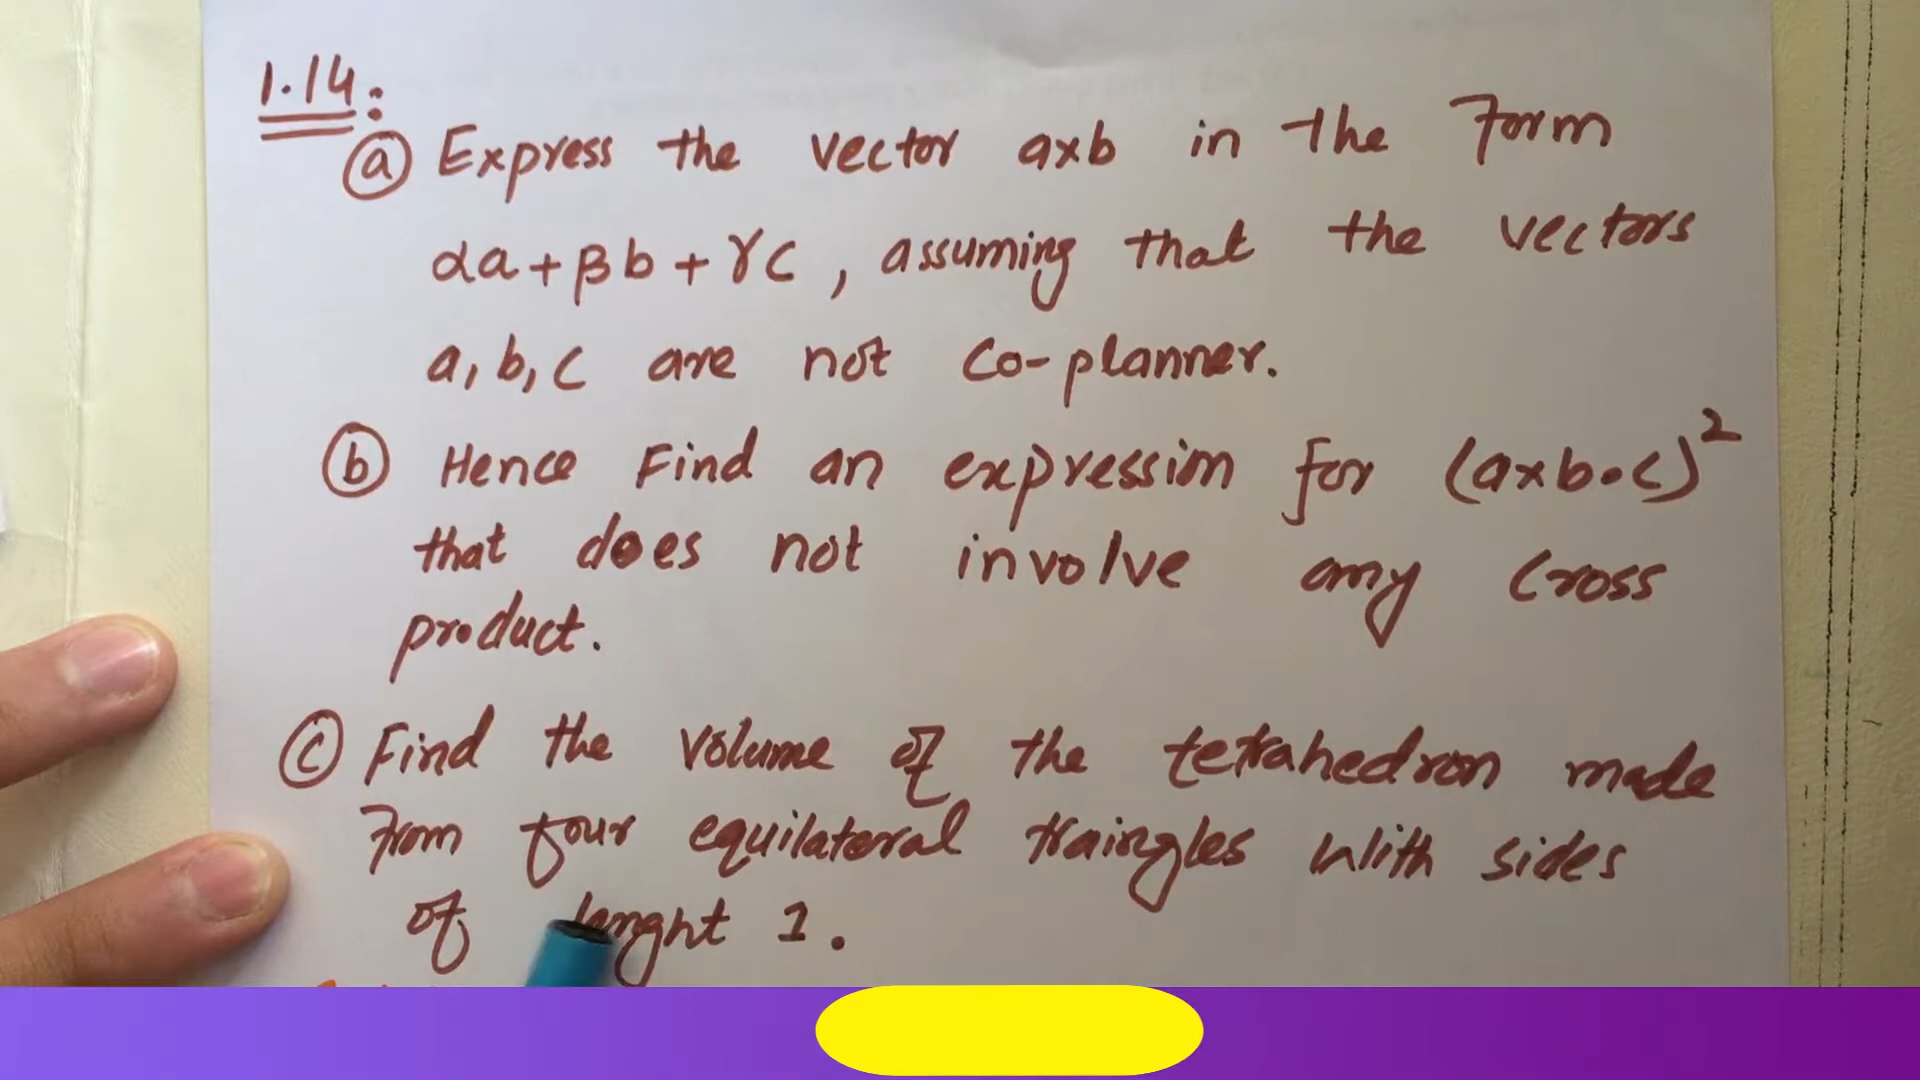 1.14:
(a) Express the vector axb in the Form
αa + βb + γc, assuming that the vectors
a, b, c are not co-planner.
(b) Hence Find an expression for (axb•c)²
that does not involve any cross
product.
(c) Find the volume of the tetrahedron made
From four equilateral traingles with sides
of lenght 1.